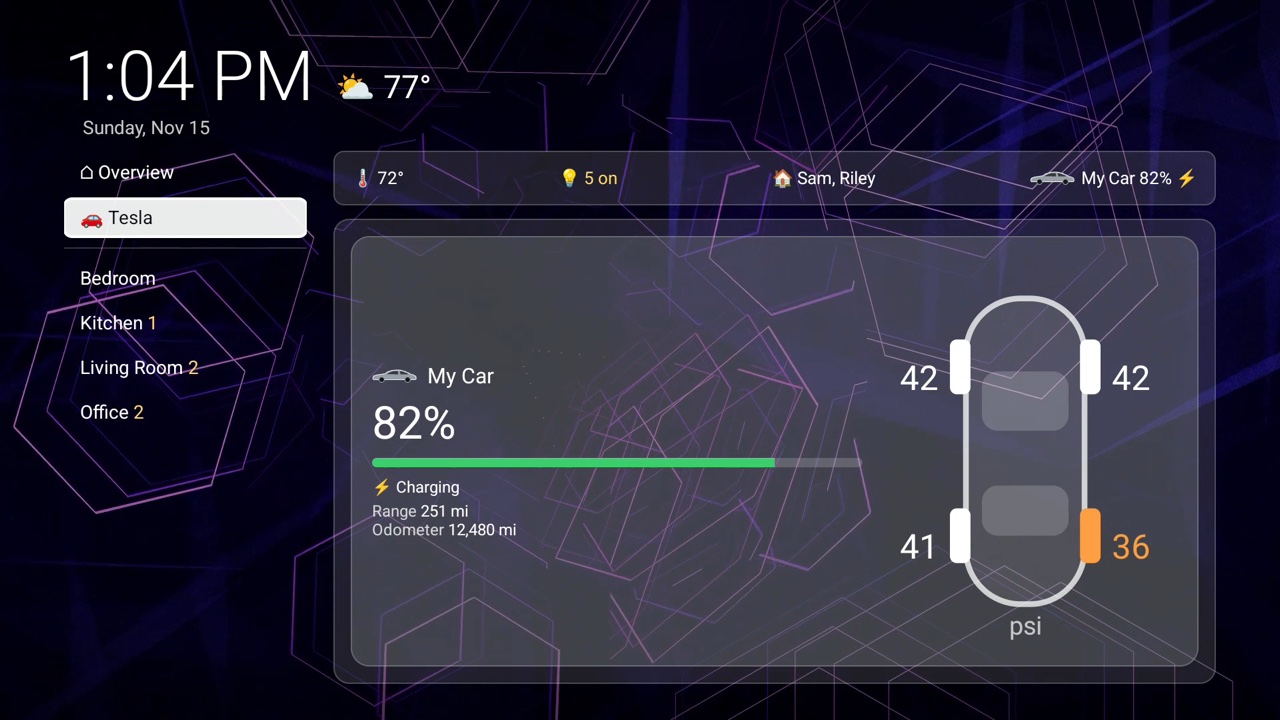 1:04 PM 77°
Sunday, Nov 15
Overview
Tesla
Bedroom
Kitchen 1
Living Room 2
Office 2
72° 5 on Sam, Riley My Car 82%
My Car
82%
Charging
Range 251 mi
Odometer 12,480 mi
42 42
41 36
psi